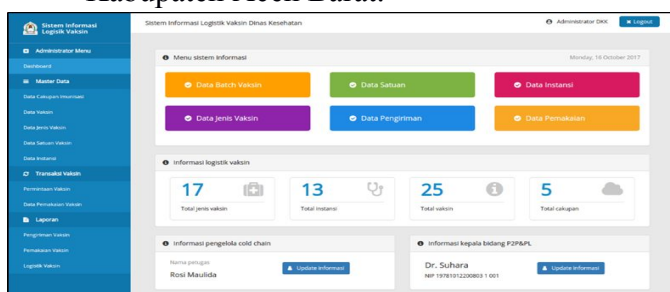 Kabupaten Aceh Barat.
Sistem Informasi
Logistik Vaksin
Sistem Informasi Logistik Vaksin Dinas Kesehatan
Administrator DKK
Logout
Administrator Menu
Dashboard
Master Data
Data Cakupan Imunisasi
Data Vaksin
Data Jenis Vaksin
Data Satuan Vaksin
Data Instansi
Transaksi Vaksin
Permintaan Vaksin
Data Pemakaian Vaksin
Laporan
Pengiriman Vaksin
Pemakaian Vaksin
Logistik Vaksin
Menu sistem informasi
Monday, 16 October 2017
Data Batch Vaksin
Data Satuan
Data Instansi
Data Jenis Vaksin
Data Pengiriman
Data Pemakaian
Informasi logistik vaksin
17
Total jenis vaksin
13
Total instansi
25
Total vaksin
5
Total cakupan
Informasi pengelola cold chain
Nama petugas
Rosi Maulida
Update Informasi
Informasi kepala bidang P2P&PL
Dr. Suhara
NIP 19781012200803 1 001
Update Informasi